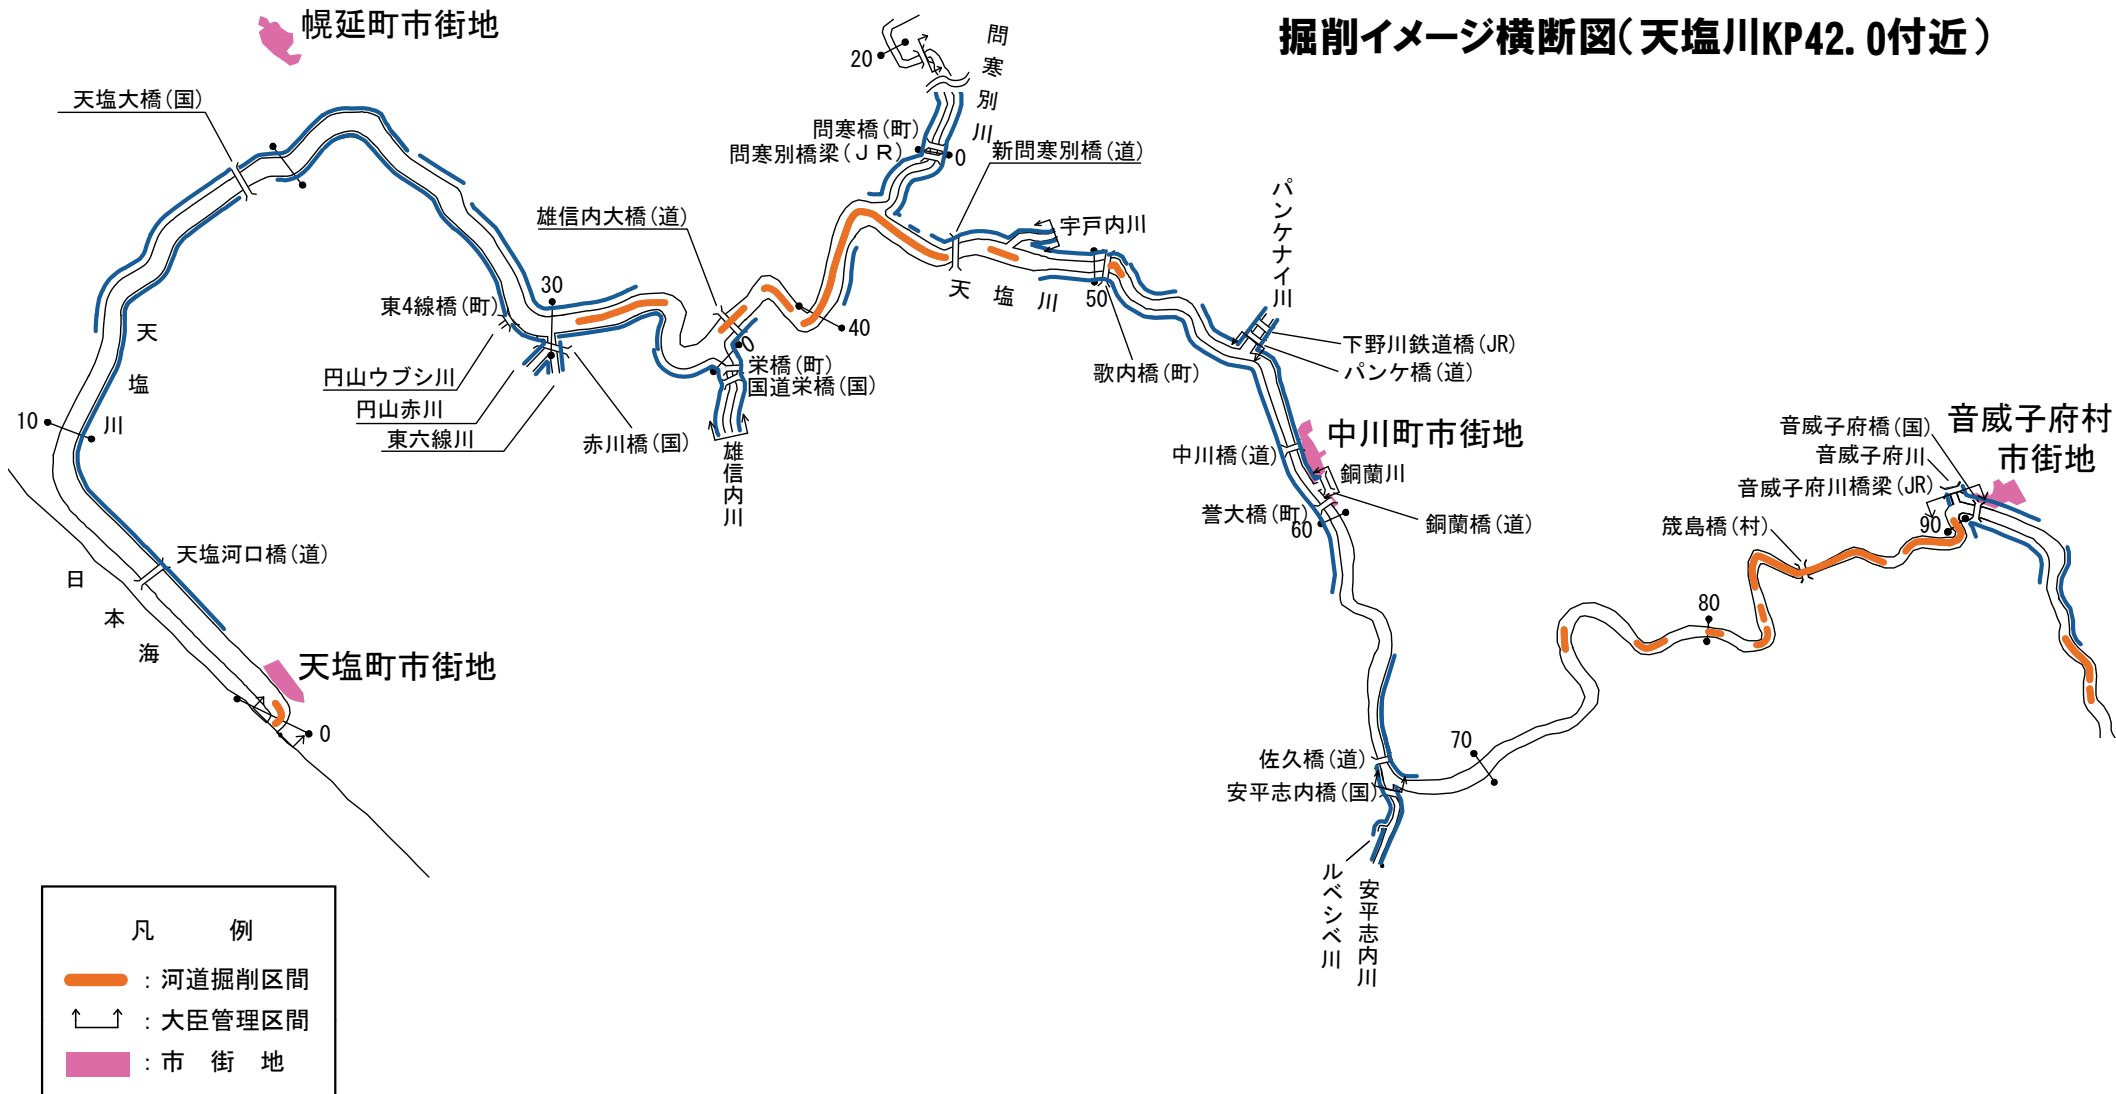 掘削イメージ横断図(天塩川KP42.0付近)
幌延町市街地
天塩大橋(国)
20
問寒別川
問寒橋(町)
問寒別橋梁(JR)
0
新問寒別橋(道)
宇戸内川
パンケナイ川
雄信内大橋(道)
天塩川
50
30
東4線橋(町)
40
0
円山ウブシ川
円山赤川
東六線川
赤川橋(国)
栄橋(町)
国道栄橋(国)
雄信内川
歌内橋(町)
下野川鉄道橋(JR)
パンケ橋(道)
天塩川
10
中川町市街地
中川橋(道)
銅蘭川
誉大橋(町)
60
銅蘭橋(道)
音威子府村
市街地
音威子府橋(国)
音威子府川
音威子府川橋梁(JR)
90
筬島橋(村)
80
天塩河口橋(道)
日本海
天塩町市街地
0
70
佐久橋(道)
安平志内橋(国)
ルベシベ川
安平志内川
凡 例
:河道掘削区間
:大臣管理区間
:市 街 地